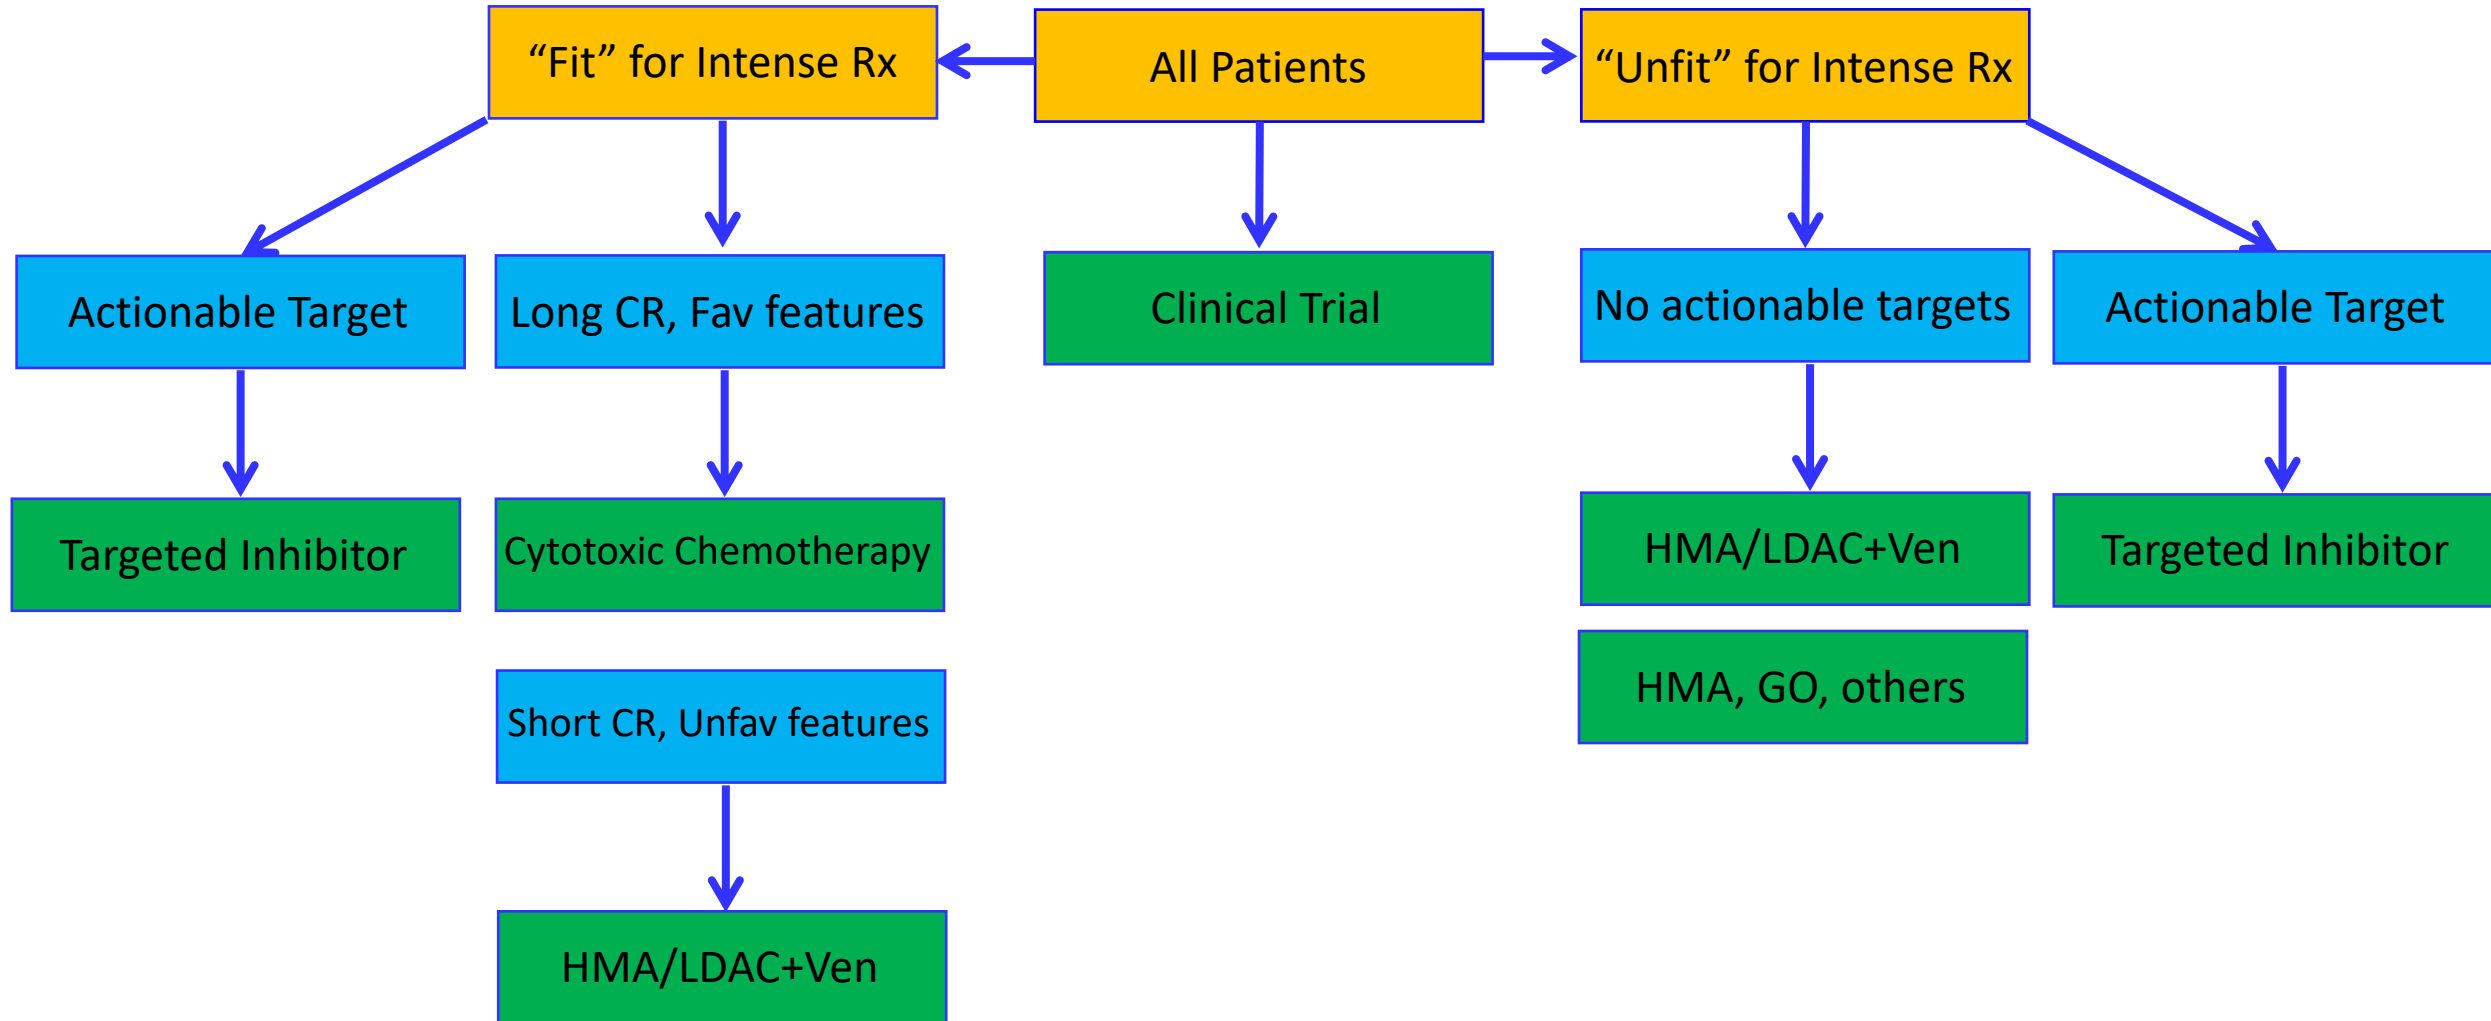 “Fit” for Intense Rx
All Patients
“Unfit” for Intense Rx
Actionable Target
Long CR, Fav features
Clinical Trial
No actionable targets
Actionable Target
Targeted Inhibitor
Cytotoxic Chemotherapy
HMA/LDAC+Ven
Targeted Inhibitor
HMA, GO, others
Short CR, Unfav features
HMA/LDAC+Ven